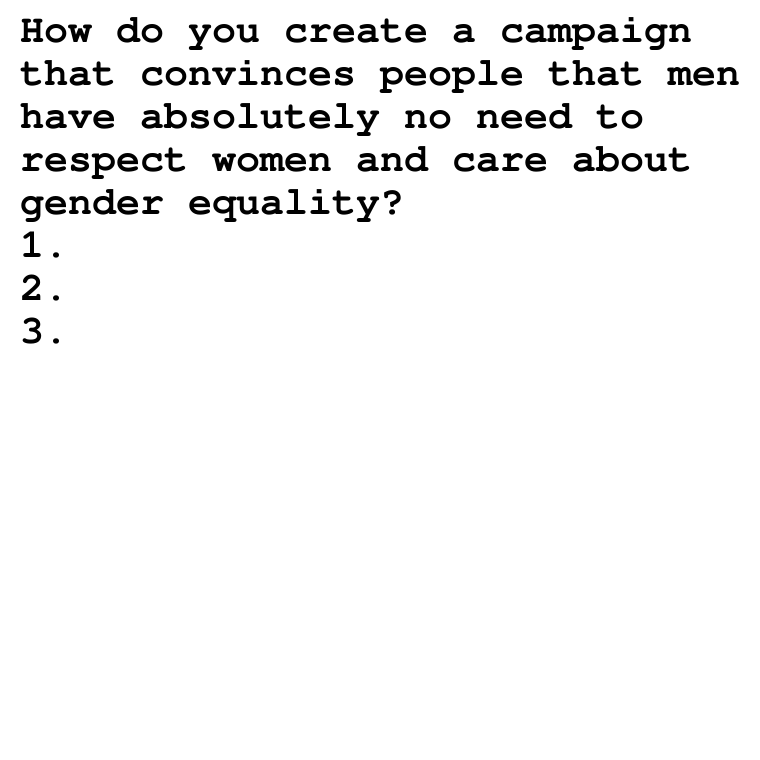 How do you create a campaign
that convinces people that men
have absolutely no need to
respect women and care about
gender equality?
1.
2.
3.